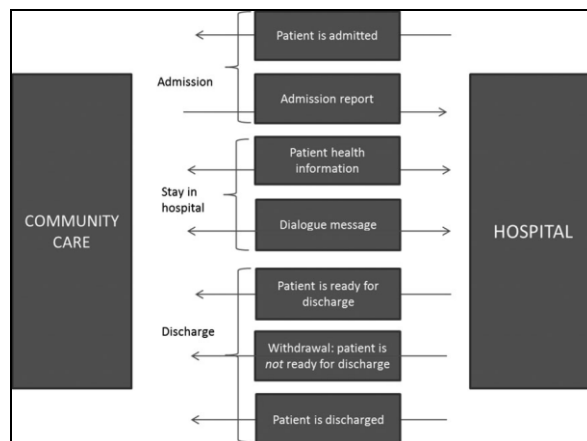 Patient is admitted
Admission
Admission report
Patient health
information
Stay in
hospital
Dialogue message
COMMUNITY
CARE
HOSPITAL
Patient is ready for
discharge
Discharge
Withdrawal: patient is
not ready for discharge
Patient is discharged